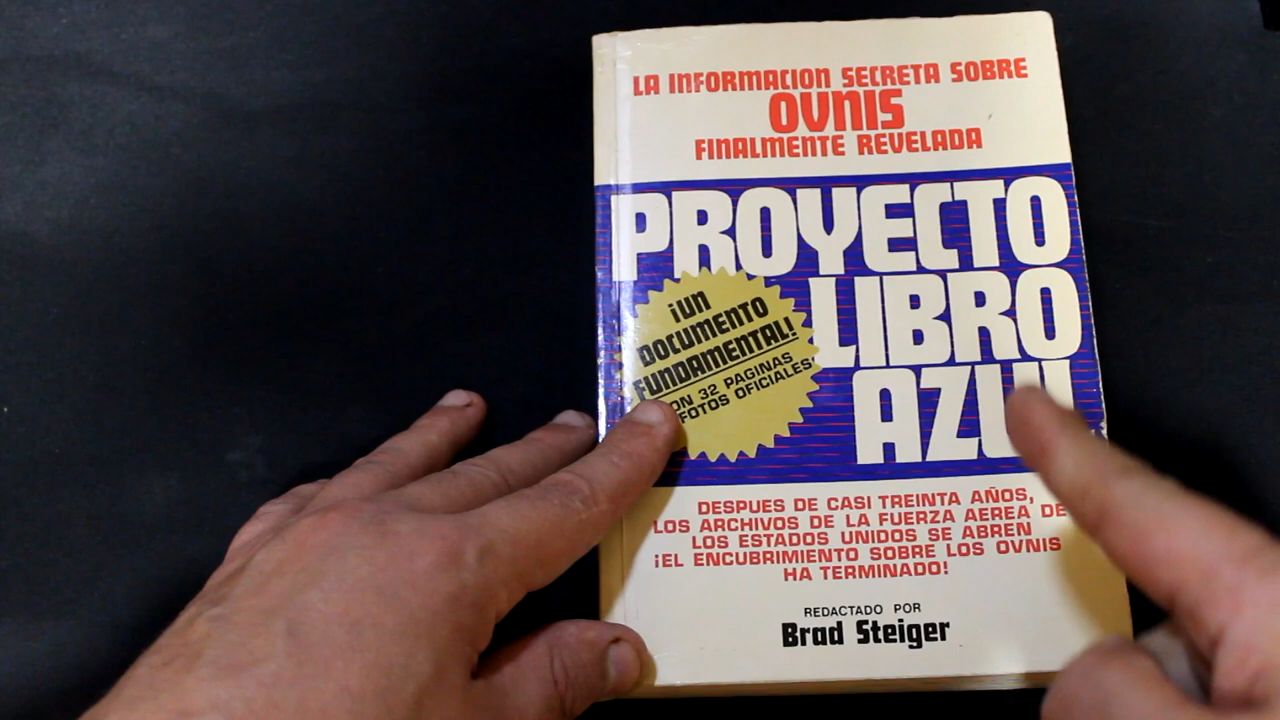 LA INFORMACION SECRETA SOBRE
OVNIS
FINALMENTE REVELADA
PROYECTO
LIBRO
AZUL
¡UN
DOCUMENTO
FUNDAMENTAL!
CON 32 PAGINAS
FOTOS OFICIALES
DESPUES DE CASI TREINTA AÑOS,
LOS ARCHIVOS DE LA FUERZA AEREA DE
LOS ESTADOS UNIDOS SE ABREN
¡EL ENCUBRIMIENTO SOBRE LOS OVNIS
HA TERMINADO!
REDACTADO POR
Brad Steiger